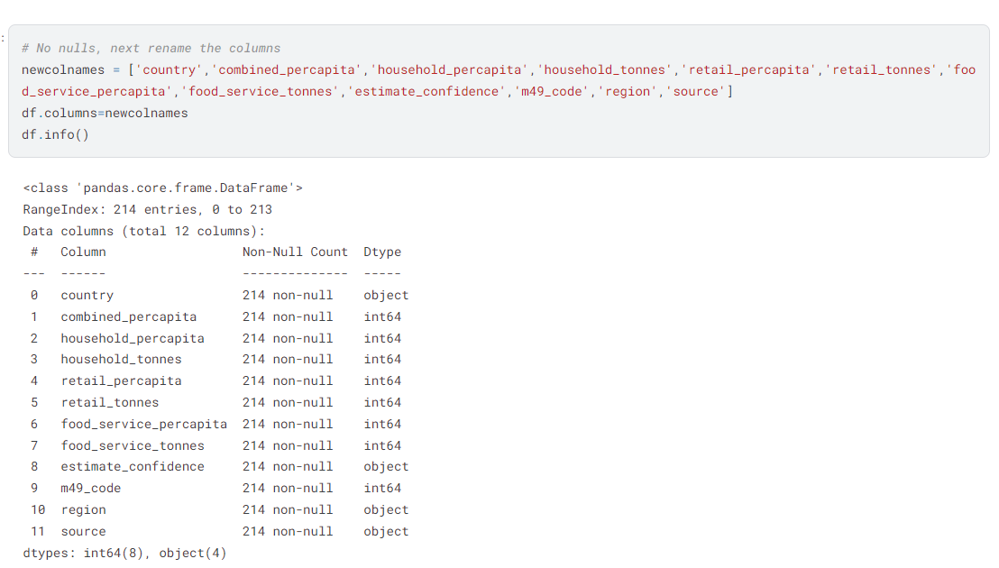 :
# No nulls, next rename the columns
newcolnames = ['country','combined_percapita','household_percapita','household_tonnes','retail_percapita','retail_tonnes','foo
d_service_percapita','food_service_tonnes','estimate_confidence','m49_code','region','source']
df.columns=newcolnames
df.info()
<class 'pandas.core.frame.DataFrame'>
RangeIndex: 214 entries, 0 to 213
Data columns (total 12 columns):
 #   Column                  Non-Null Count  Dtype
---  ------                  --------------  -----
 0   country                 214 non-null    object
 1   combined_percapita      214 non-null    int64
 2   household_percapita     214 non-null    int64
 3   household_tonnes        214 non-null    int64
 4   retail_percapita        214 non-null    int64
 5   retail_tonnes           214 non-null    int64
 6   food_service_percapita  214 non-null    int64
 7   food_service_tonnes     214 non-null    int64
 8   estimate_confidence     214 non-null    object
 9   m49_code                214 non-null    int64
 10  region                  214 non-null    object
 11  source                  214 non-null    object
dtypes: int64(8), object(4)